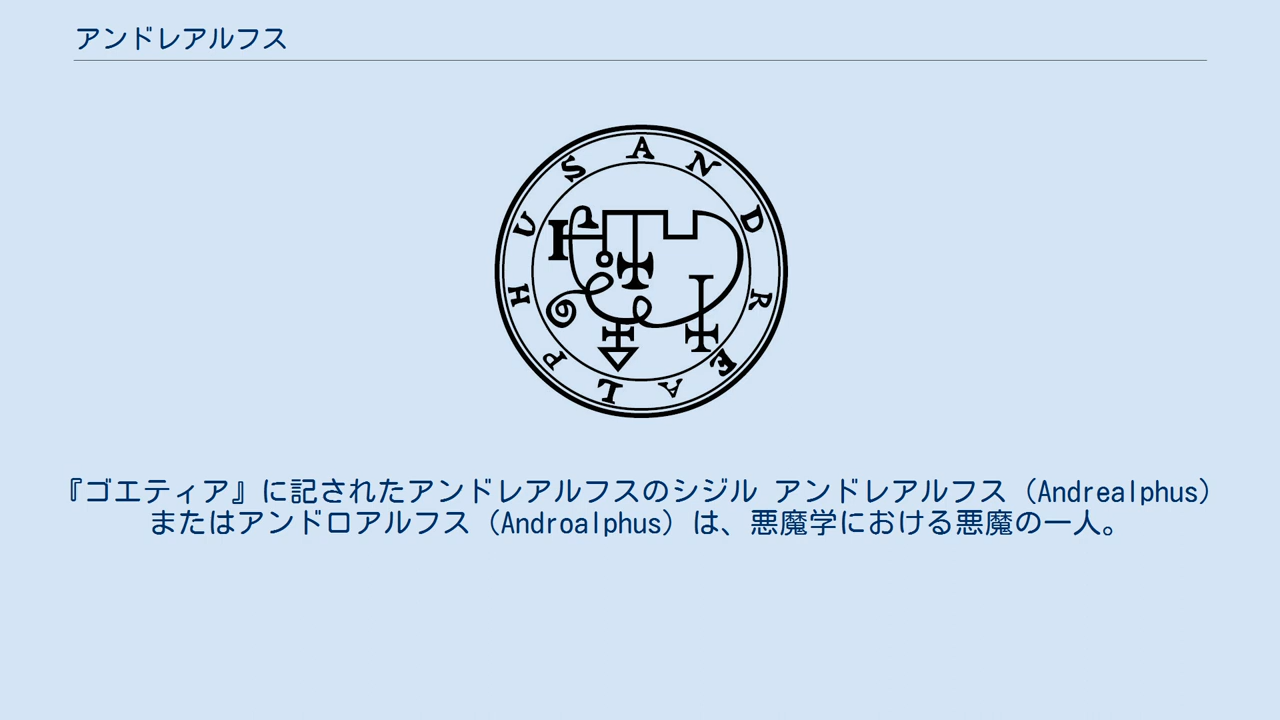 アンドレアルフス
ANDREALPHUS
『ゴエティア』に記されたアンドレアルフスのシジル アンドレアルフス（Andrealphus）
またはアンドロアルフス（Androalphus）は、悪魔学における悪魔の一人。